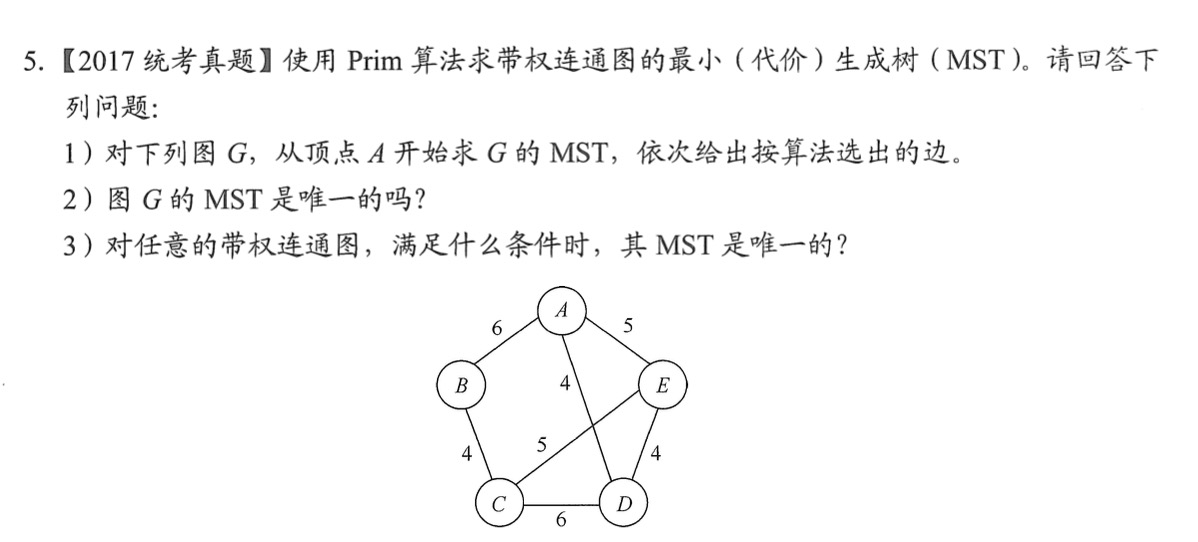 5.【2017 统考真题】使用 Prim 算法求带权连通图的最小（代价）生成树（MST）。请回答下
列问题：
1）对下列图 G，从顶点 A 开始求 G 的 MST，依次给出按算法选出的边。
2）图 G 的 MST 是唯一的吗？
3）对任意的带权连通图，满足什么条件时，其 MST 是唯一的？
A
6
5
B
4
E
4
5
4
C
D
6